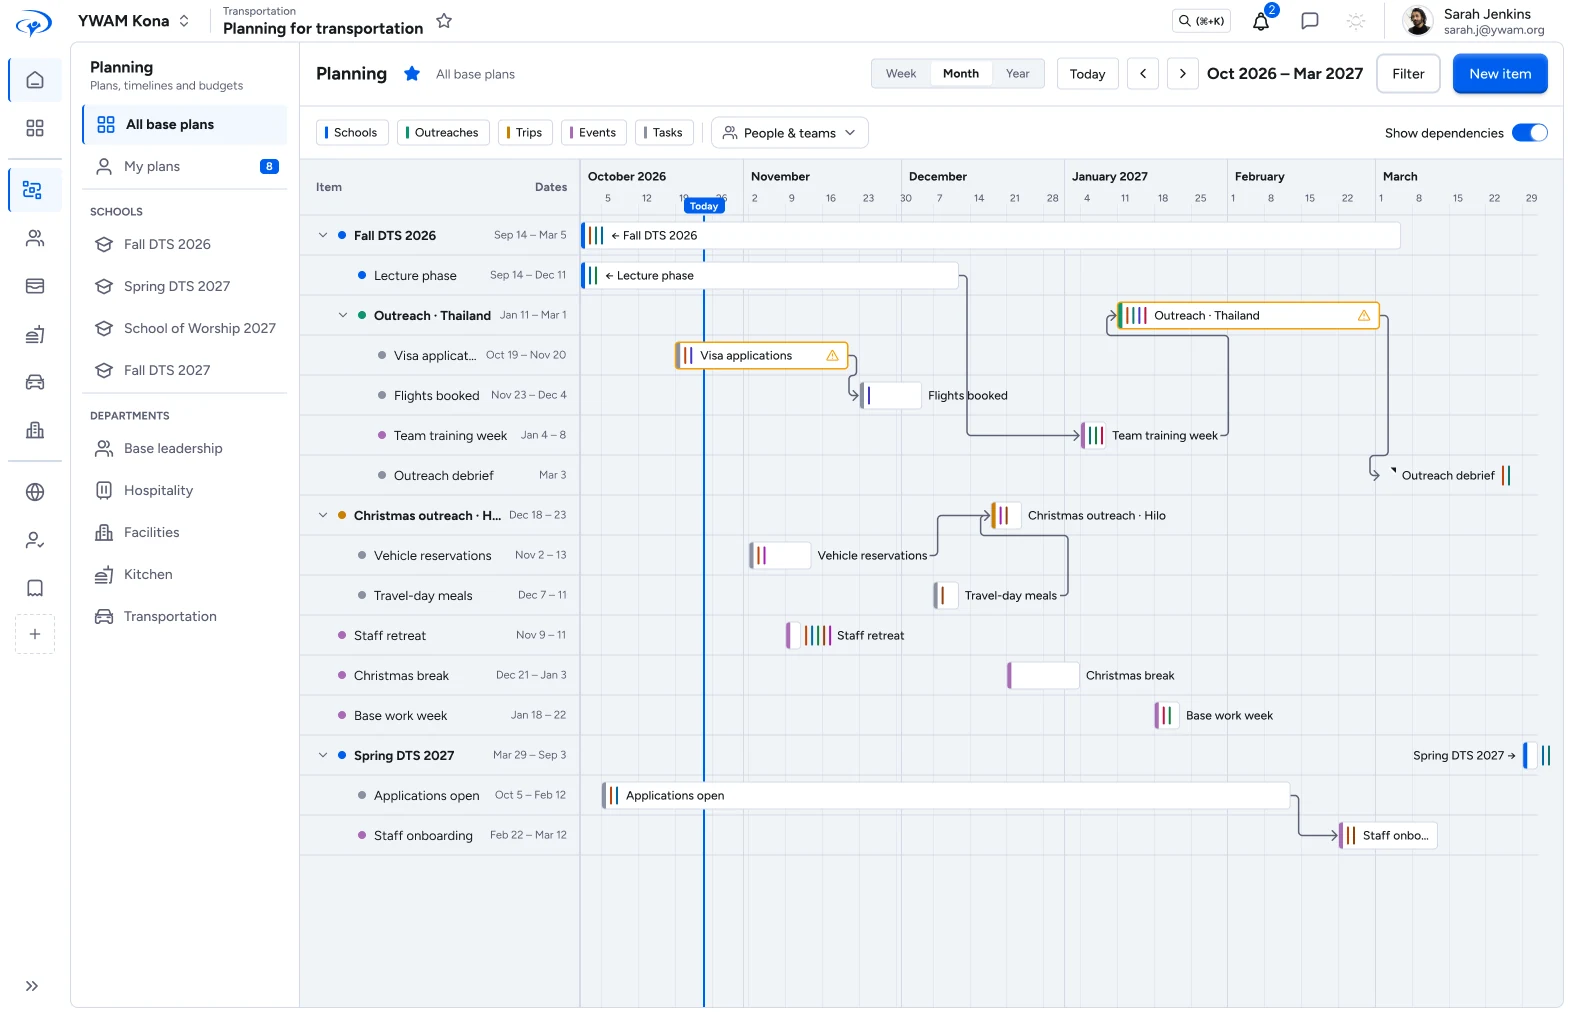 YWAM Kona
Transportation
Planning for transportation
(⌘+K)
2
Sarah Jenkins
sarah.j@ywam.org
Planning
Plans, timelines and budgets
All base plans
My plans
8
SCHOOLS
Fall DTS 2026
Spring DTS 2027
School of Worship 2027
Fall DTS 2027
DEPARTMENTS
Base leadership
Hospitality
Facilities
Kitchen
Transportation
Planning
All base plans
Week
Month
Year
Today
Oct 2026 – Mar 2027
Filter
New item
Schools
Outreaches
Trips
Events
Tasks
People & teams
Show dependencies
Item
Dates
October 2026
November
December
January 2027
February
March
5 12 19 26 2 9 16 23 30 7 14 21 28 4 11 18 25 1 8 15 22 1 8 15 22 29
Today
Fall DTS 2026 Sep 14 – Mar 5
← Fall DTS 2026
Lecture phase Sep 14 – Dec 11
← Lecture phase
Outreach · Thailand Jan 11 – Mar 1
Outreach · Thailand
Visa applicat... Oct 19 – Nov 20
Visa applications
Flights booked Nov 23 – Dec 4
Flights booked
Team training week Jan 4 – 8
Team training week
Outreach debrief Mar 3
Outreach debrief
Christmas outreach · H... Dec 18 – 23
Christmas outreach · Hilo
Vehicle reservations Nov 2 – 13
Vehicle reservations
Travel-day meals Dec 7 – 11
Travel-day meals
Staff retreat Nov 9 – 11
Staff retreat
Christmas break Dec 21 – Jan 3
Christmas break
Base work week Jan 18 – 22
Base work week
Spring DTS 2027 Mar 29 – Sep 3
Spring DTS 2027 →
Applications open Oct 5 – Feb 12
Applications open
Staff onboarding Feb 22 – Mar 12
Staff onbo...